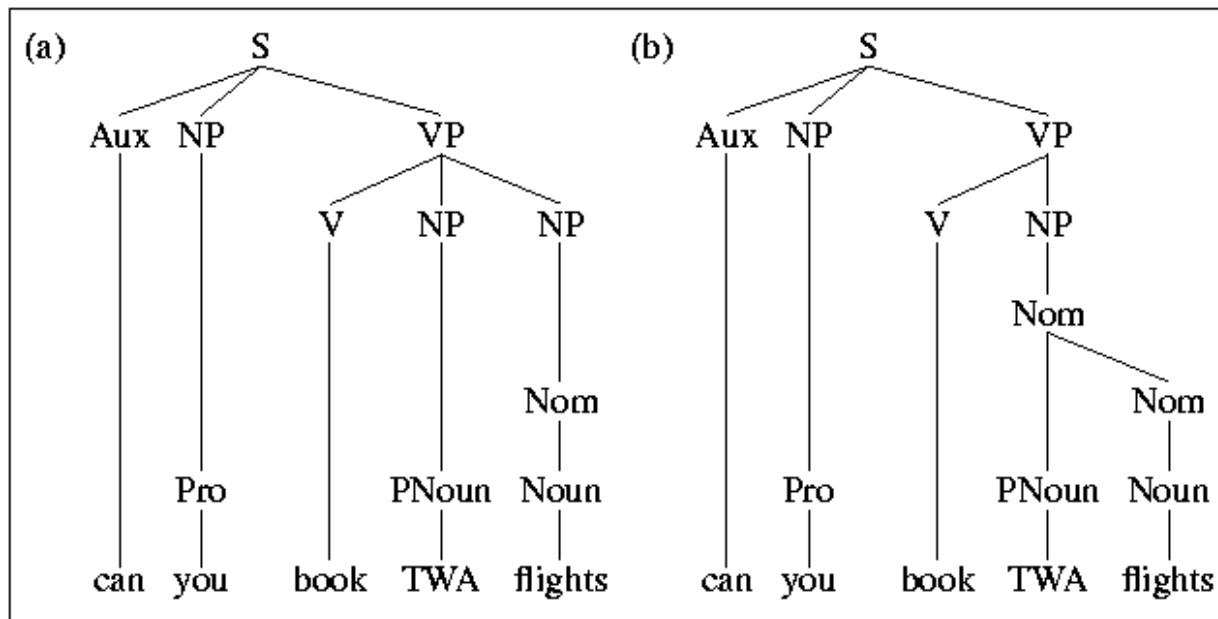 (a) S (b) S
Aux NP VP Aux NP VP
V NP NP V NP
Nom
Nom Nom
Pro PNoun Noun Pro PNoun Noun
can you book TWA flights can you book TWA flights